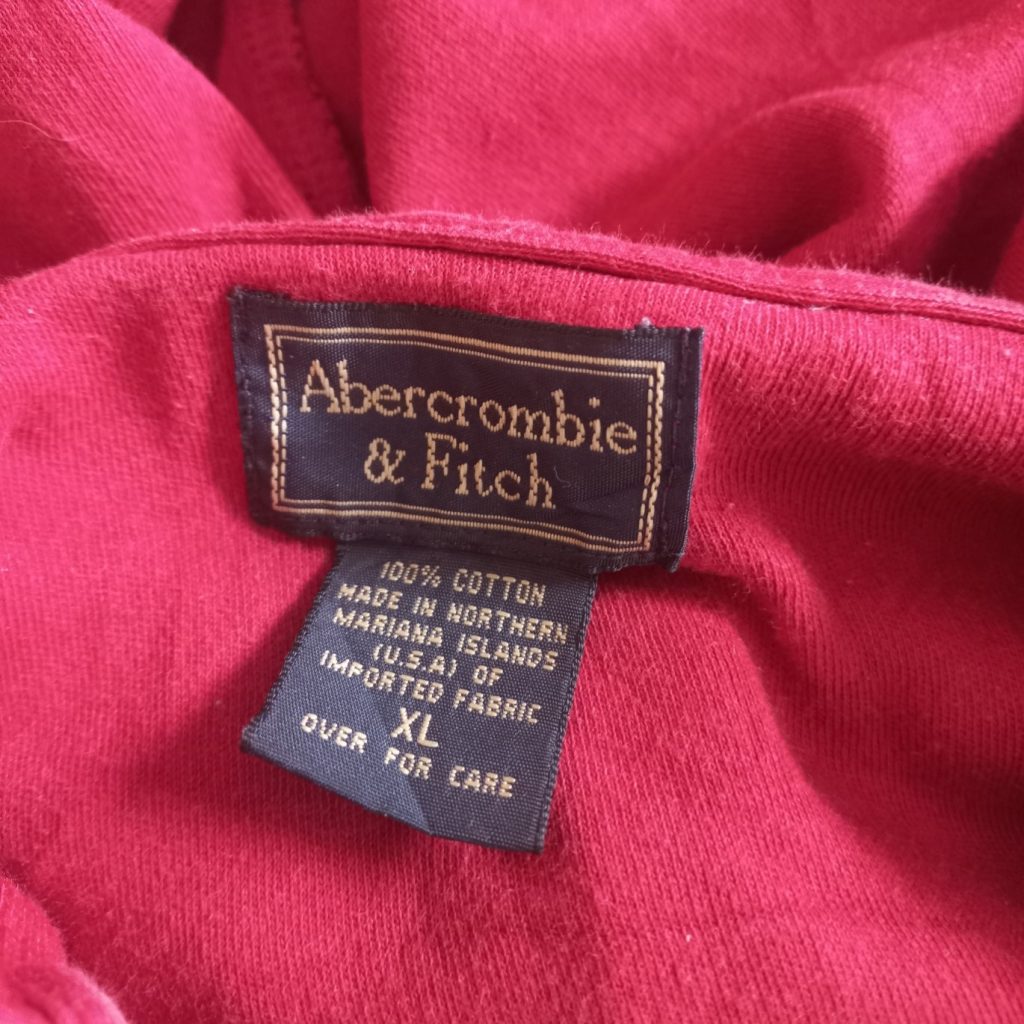 Abercrombie
& Fitch
100% COTTON
MADE IN NORTHERN
MARIANA ISLANDS
(U.S.A) OF
IMPORTED FABRIC
XL
OVER FOR CARE